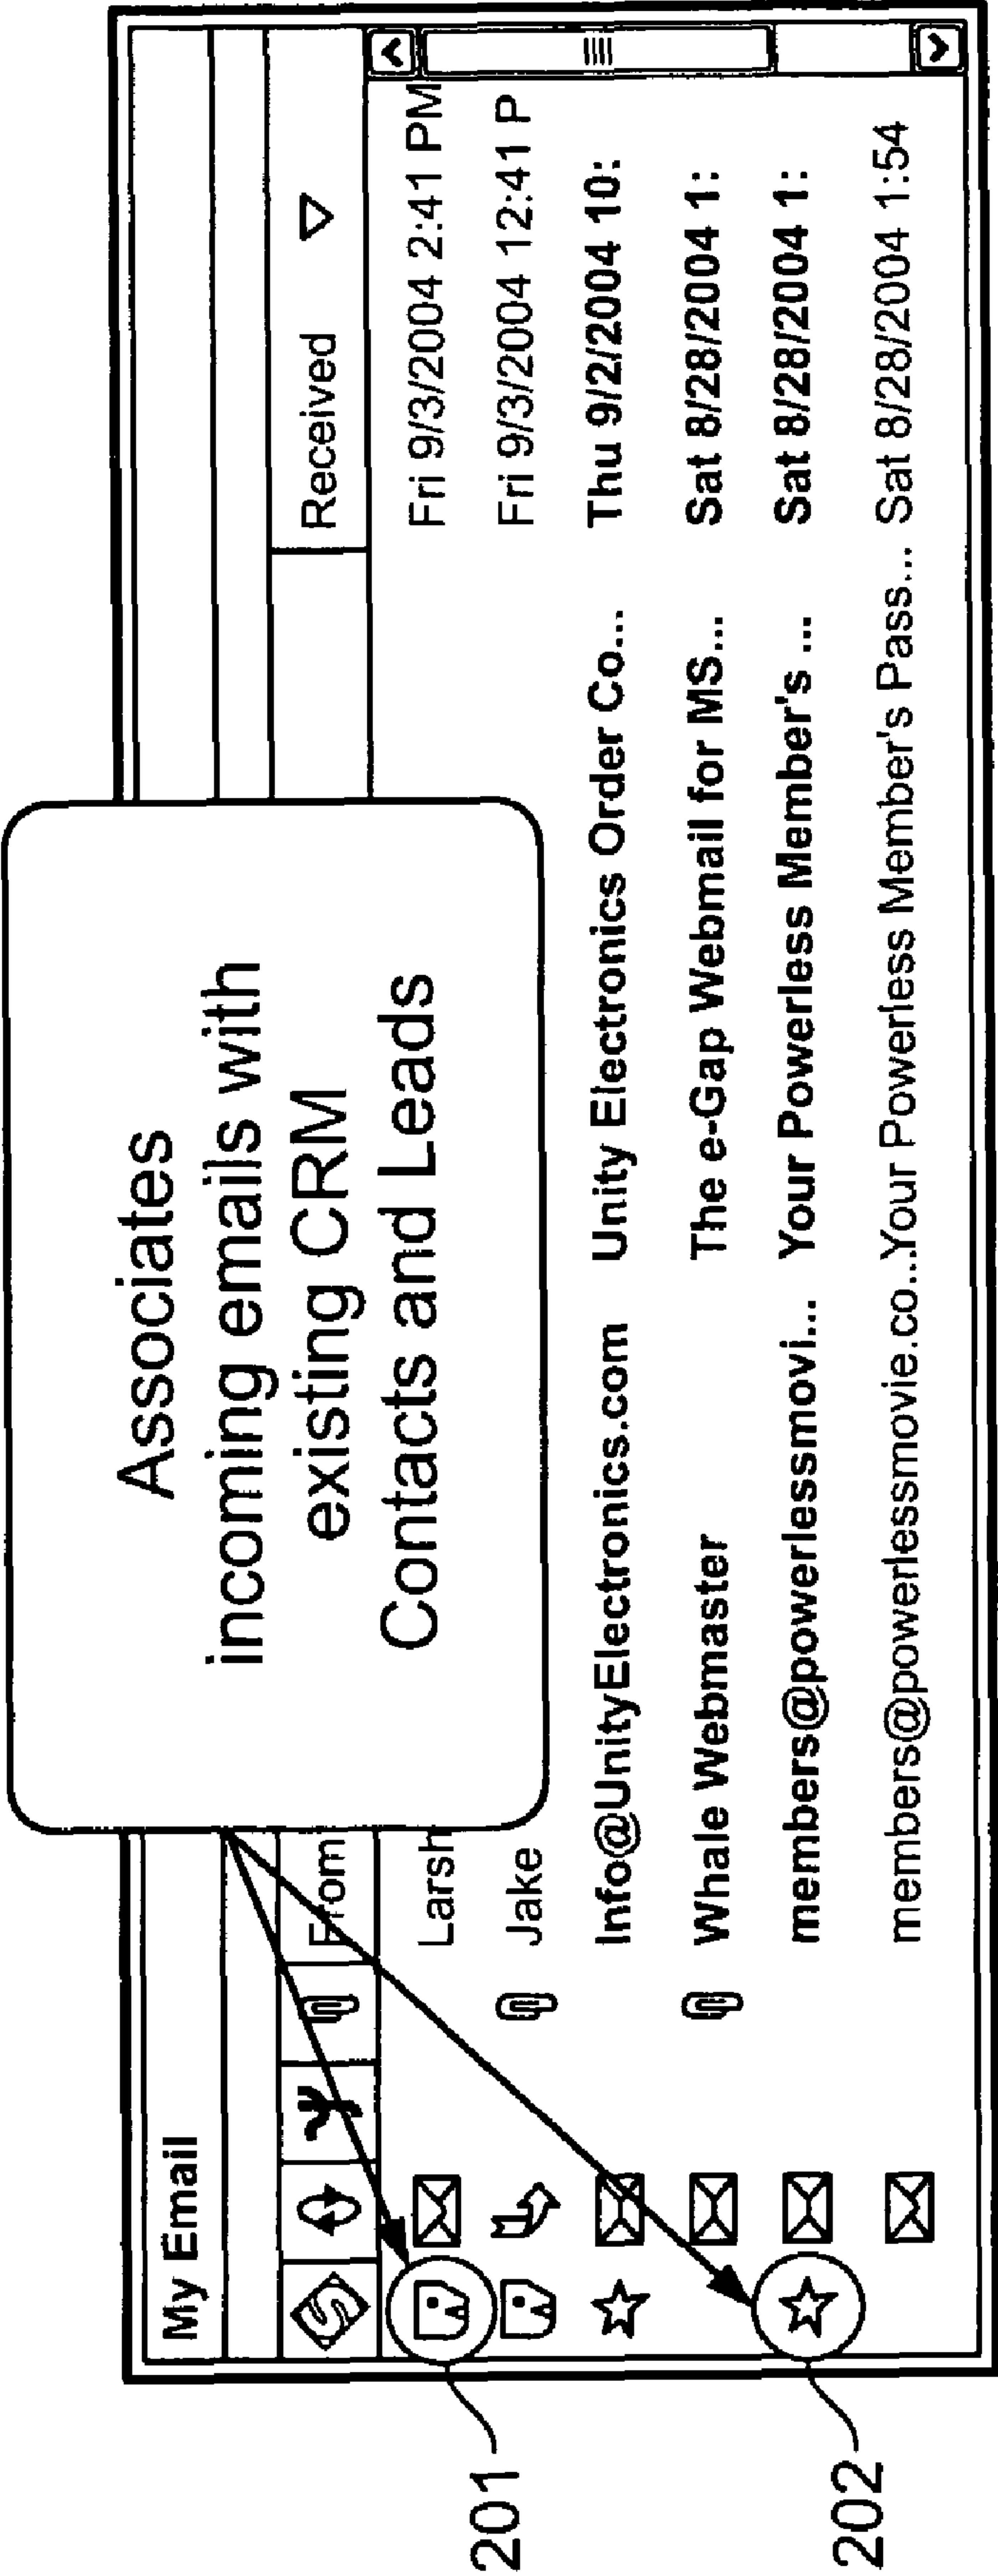 Associates
incoming emails with
existing CRM
Contacts and Leads
My Email
From Received
Larsh Fri 9/3/2004 2:41 PM
Jake Fri 9/3/2004 12:41 P
Info@UnityElectronics.com Unity Electronics Order Co... Thu 9/2/2004 10:
Whale Webmaster The e-Gap Webmail for MS... Sat 8/28/2004 1:
members@powerlessmovi... Your Powerless Member's ... Sat 8/28/2004 1:
members@powerlessmovie.co...Your Powerless Member's Pass... Sat 8/28/2004 1:54
201
202